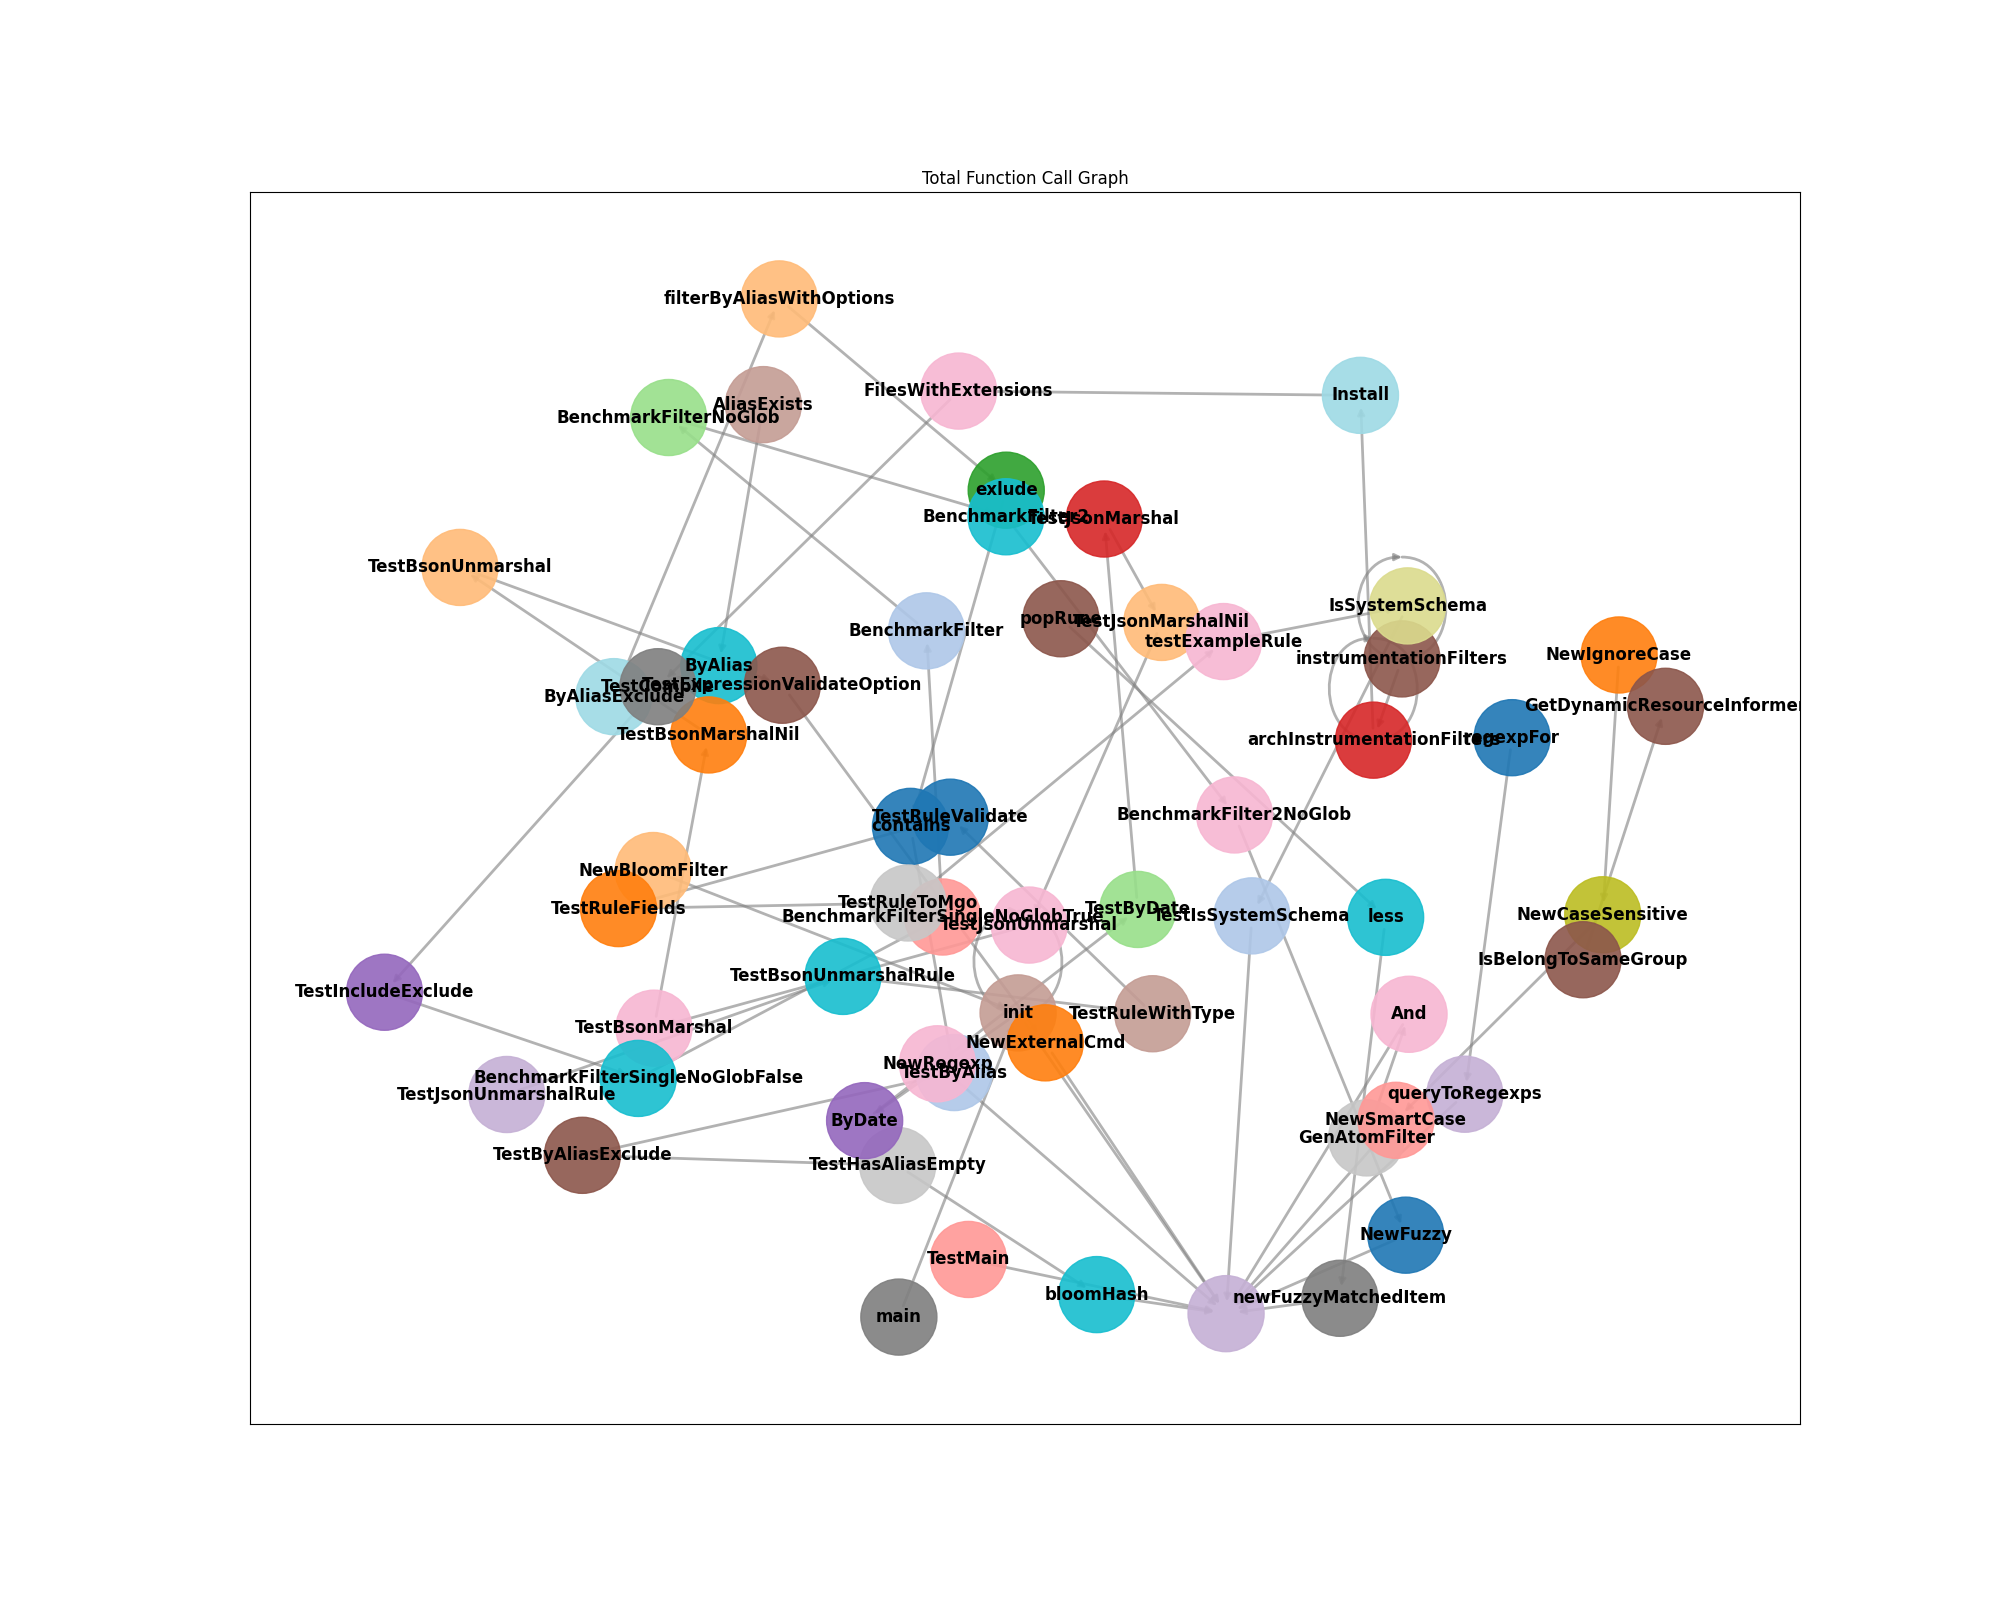 Total Function Call Graph
filterByAliasWithOptions
FilesWithExtensions
Install
AliasExists
BenchmarkFilterNoGlob
exlude
BenchmarkFilter2
TestJsonMarshal
TestBsonUnmarshal
IsSystemSchema
popRune
TestJsonMarshalNil
BenchmarkFilter
testExampleRule
NewIgnoreCase
instrumentationFilters
ByAlias
TestExpressionValidateOption
ByAliasExclude
GetDynamicResourceInformer
TestBsonMarshalNil
archInstrumentationFilters
regexpFor
BenchmarkFilter2NoGlob
TestRuleValidate
contains
NewBloomFilter
TestRuleToMgo
TestRuleFields
TestByDate
BenchmarkFilterSingleNoGlobTrue
TestIsSystemSchema
less
NewCaseSensitive
TestJsonUnmarshal
IsBelongToSameGroup
TestBsonUnmarshalRule
TestIncludeExclude
init
TestRuleWithType
And
TestBsonMarshal
NewExternalCmd
NewRegexp
TestByAlias
BenchmarkFilterSingleNoGlobFalse
TestJsonUnmarshalRule
queryToRegexps
ByDate
NewSmartCase
GenAtomFilter
TestByAliasExclude
TestHasAliasEmpty
NewFuzzy
TestMain
bloomHash
newFuzzyMatchedItem
main